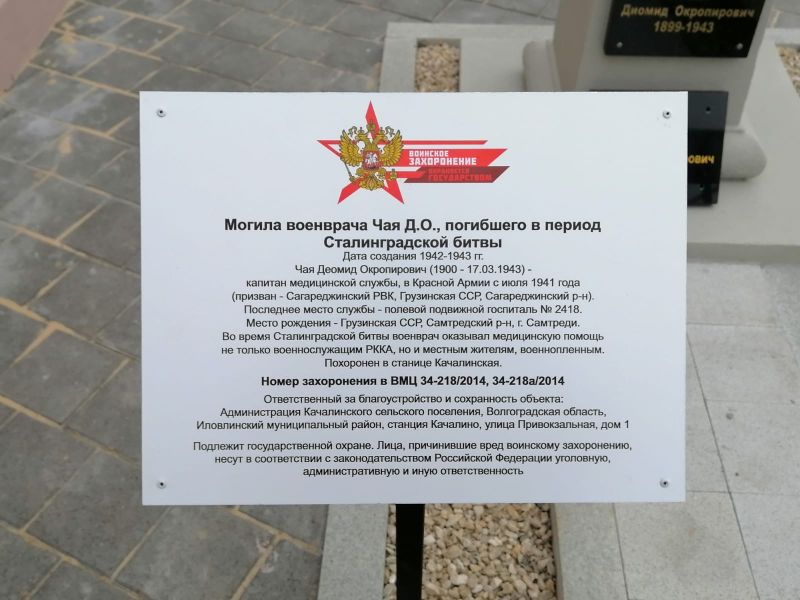 Диомид Окропирович
1899-1943
рович
ВОИНСКОЕ
ЗАХОРОНЕНИЕ
ОХРАНЯЕТСЯ
ГОСУДАРСТВОМ
Могила военврача Чая Д.О., погибшего в период
Сталинградской битвы
Дата создания 1942-1943 гг.
Чая Деомид Окропирович (1900 - 17.03.1943) -
капитан медицинской службы, в Красной Армии с июля 1941 года
(призван - Сагареджинский РВК, Грузинская ССР, Сагареджинский р-н).
Последнее место службы - полевой подвижной госпиталь № 2418.
Место рождения - Грузинская ССР, Самтредский р-н, г. Самтреди.
Во время Сталинградской битвы военврач оказывал медицинскую помощь
не только военнослужащим РККА, но и местным жителям, военнопленным.
Похоронен в станице Качалинская.
Номер захоронения в ВМЦ 34-218/2014, 34-218а/2014
Ответственный за благоустройство и сохранность объекта:
Администрация Качалинского сельского поселения, Волгоградская область,
Иловлинский муниципальный район, станция Качалино, улица Привокзальная, дом 1
Подлежит государственной охране. Лица, причинившие вред воинскому захоронению,
несут в соответствии с законодательством Российской Федерации уголовную,
административную и иную ответственность